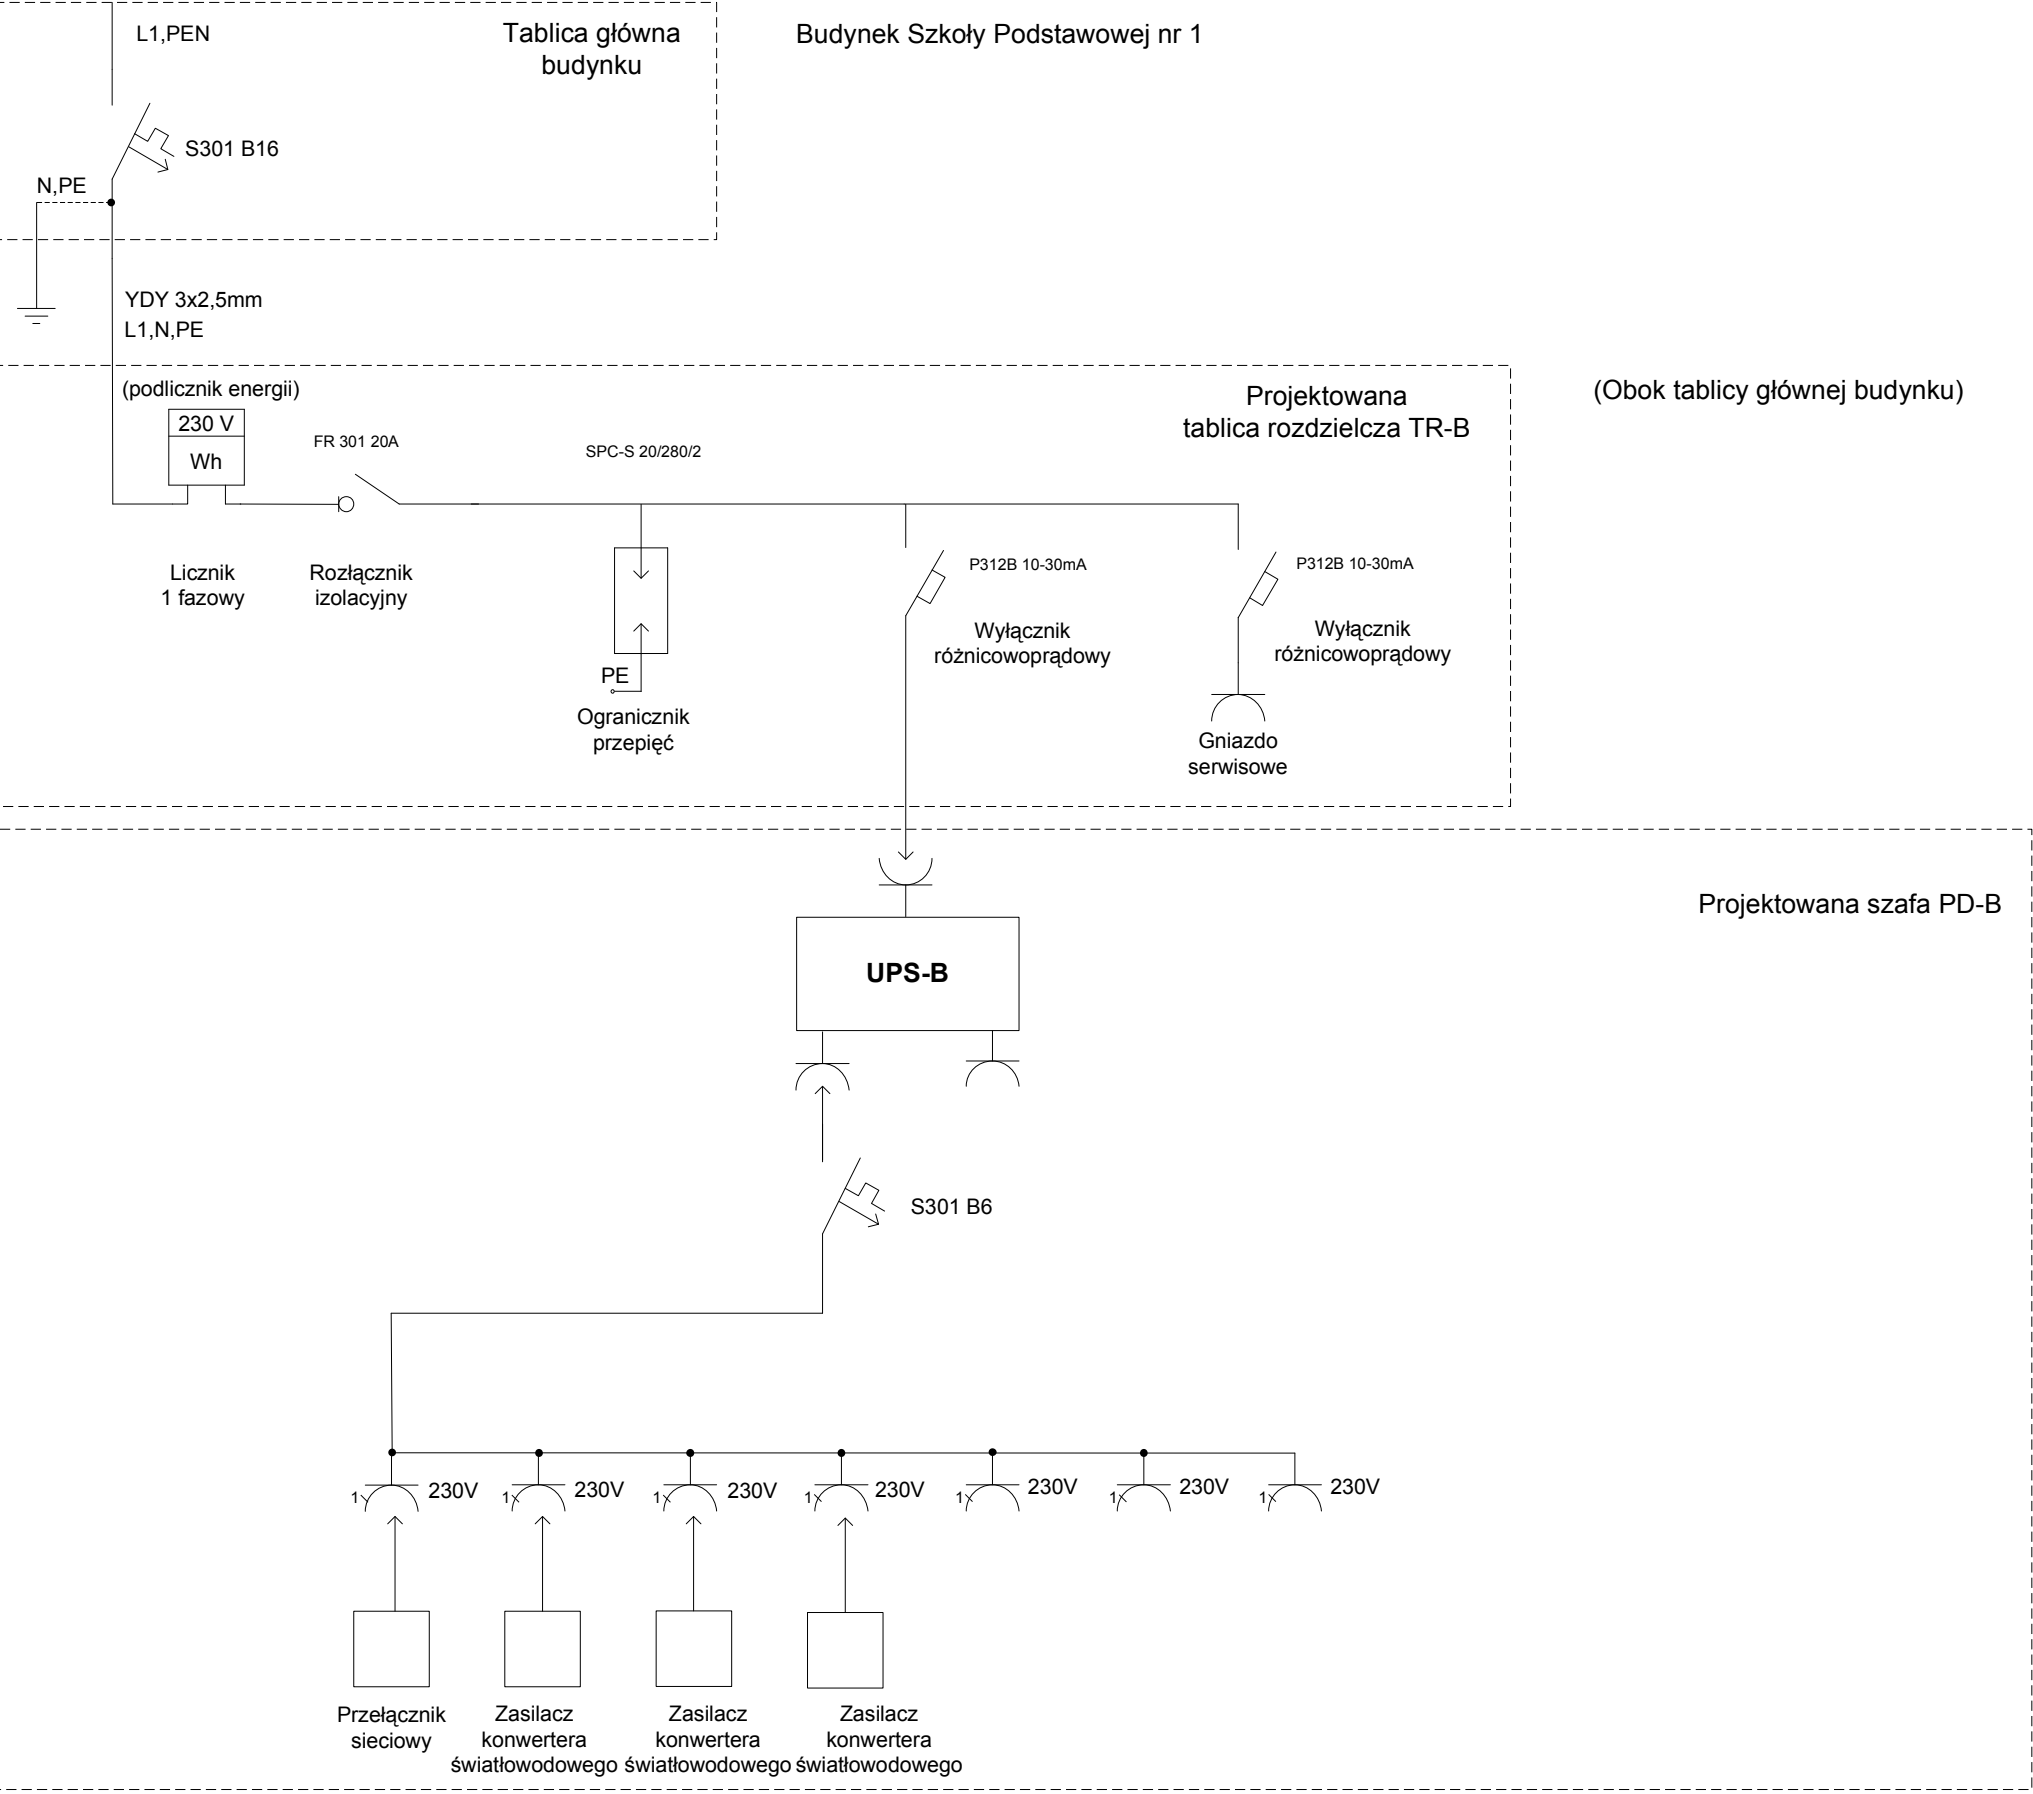 L1,PEN
Tablica główna
budynku
Budynek Szkoły Podstawowej nr 1
S301 B16
N,PE
YDY 3x2,5mm
L1,N,PE
(podlicznik energii)
Projektowana
tablica rozdzielcza TR-B
(Obok tablicy głównej budynku)
230 V
Wh
FR 301 20A
SPC-S 20/280/2
Licznik
1 fazowy
Rozłącznik
izolacyjny
P312B 10-30mA
P312B 10-30mA
Wyłącznik
różnicowoprądowy
Wyłącznik
różnicowoprądowy
PE
Ogranicznik
przepięć
Gniazdo
serwisowe
Projektowana szafa PD-B
UPS-B
S301 B6
1 230V
1 230V
1 230V
1 230V
1 230V
1 230V
1 230V
Przełącznik
sieciowy
Zasilacz
konwertera
światłowodowego
Zasilacz
konwertera
światłowodowego
Zasilacz
konwertera
światłowodowego